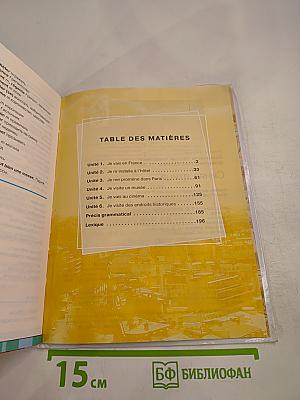 TABLE DES MATIÈRES
Unité 1. Je vais en France 3
Unité 2. Je m'installe à l'hôtel 33
Unité 3. Je me promène dans Paris
Unité 4. Je visite un musée 91
Unité 5. Je vais au cinéma 125
Unité 6. Je visite des endroits historiques 155
Précis grammatical 185
Lexique 196
15 см
БФ БИБЛИОФАН